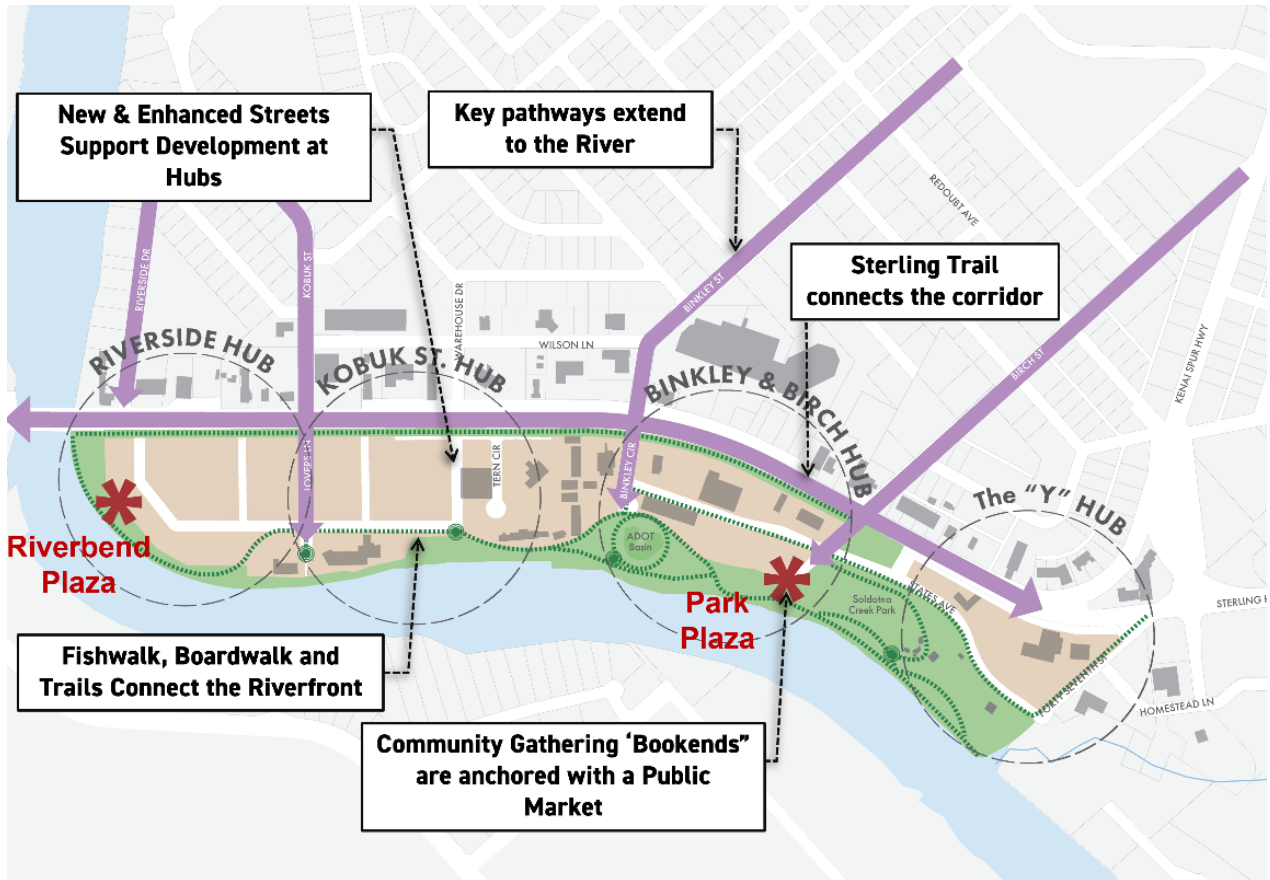 New & Enhanced Streets
Support Development at
Hubs
Key pathways extend
to the River
Sterling Trail
connects the corridor
REDOUBT AVE
RIVERSIDE DR
KOBUK ST
WAREHOUSE DR
WILSON LN
BINKLEY ST
BIRCH ST
KENAI SPUR HWY
RIVERSIDE HUB
KOBUK ST. HUB
BINKLEY & BIRCH HUB
The "Y" HUB
LOVERS LN
TERN CIR
BINKLEY CIR
ADOT
Basin
Riverbend
Plaza
Park
Plaza
Soldotna
Creek Park
STATES AVE
STERLING H
FORTY SEVENTH ST
HOMESTEAD LN
Fishwalk, Boardwalk and
Trails Connect the Riverfront
Community Gathering ‘Bookends”
are anchored with a Public
Market